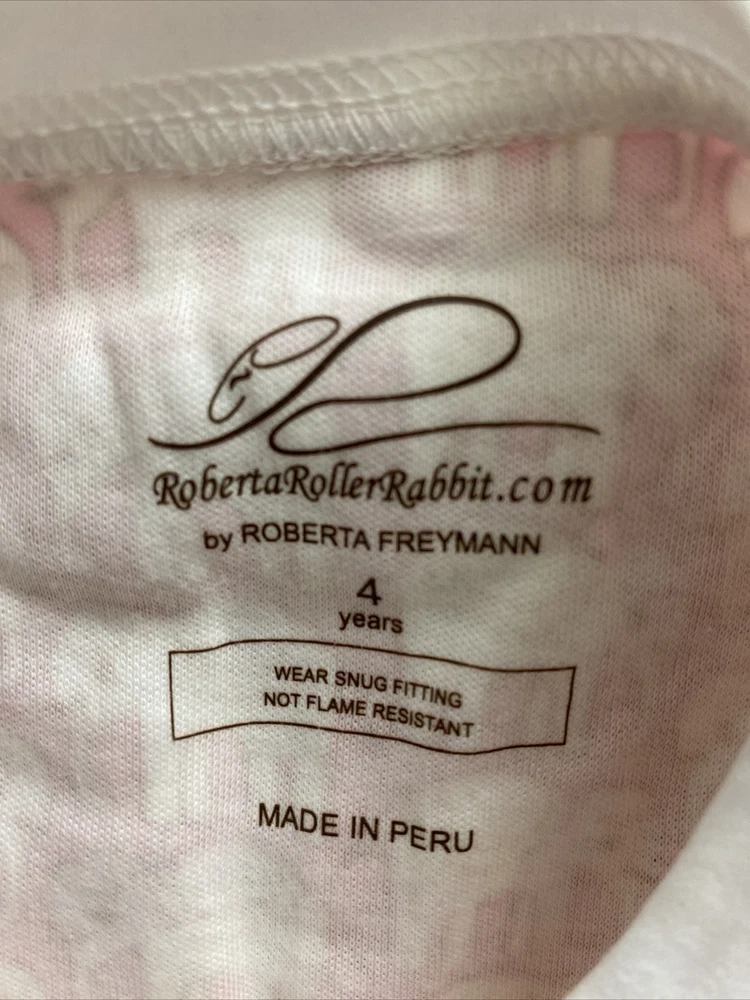 RobertaRollerRabbit.com
by ROBERTA FREYMANN
4
years
WEAR SNUG FITTING
NOT FLAME RESISTANT
MADE IN PERU